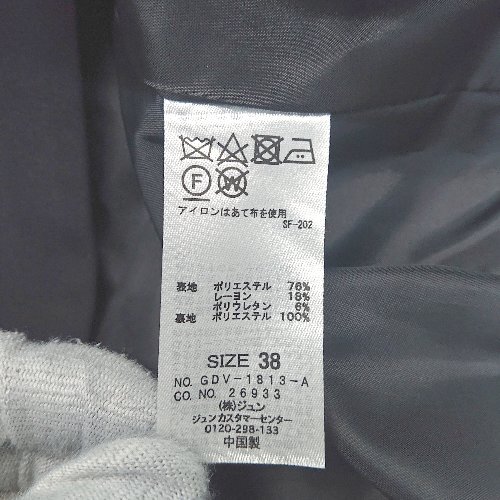 F W
アイロンはあて布を使用
SF-202
表地 ポリエステル 76%
レーヨン 18%
ポリウレタン 6%
裏地 ポリエステル 100%
SIZE 38
NO. GDV-1813-A
CO. NO. 26933
(株)ジュン
ジュンカスタマーセンター
0120-298-133
中国製